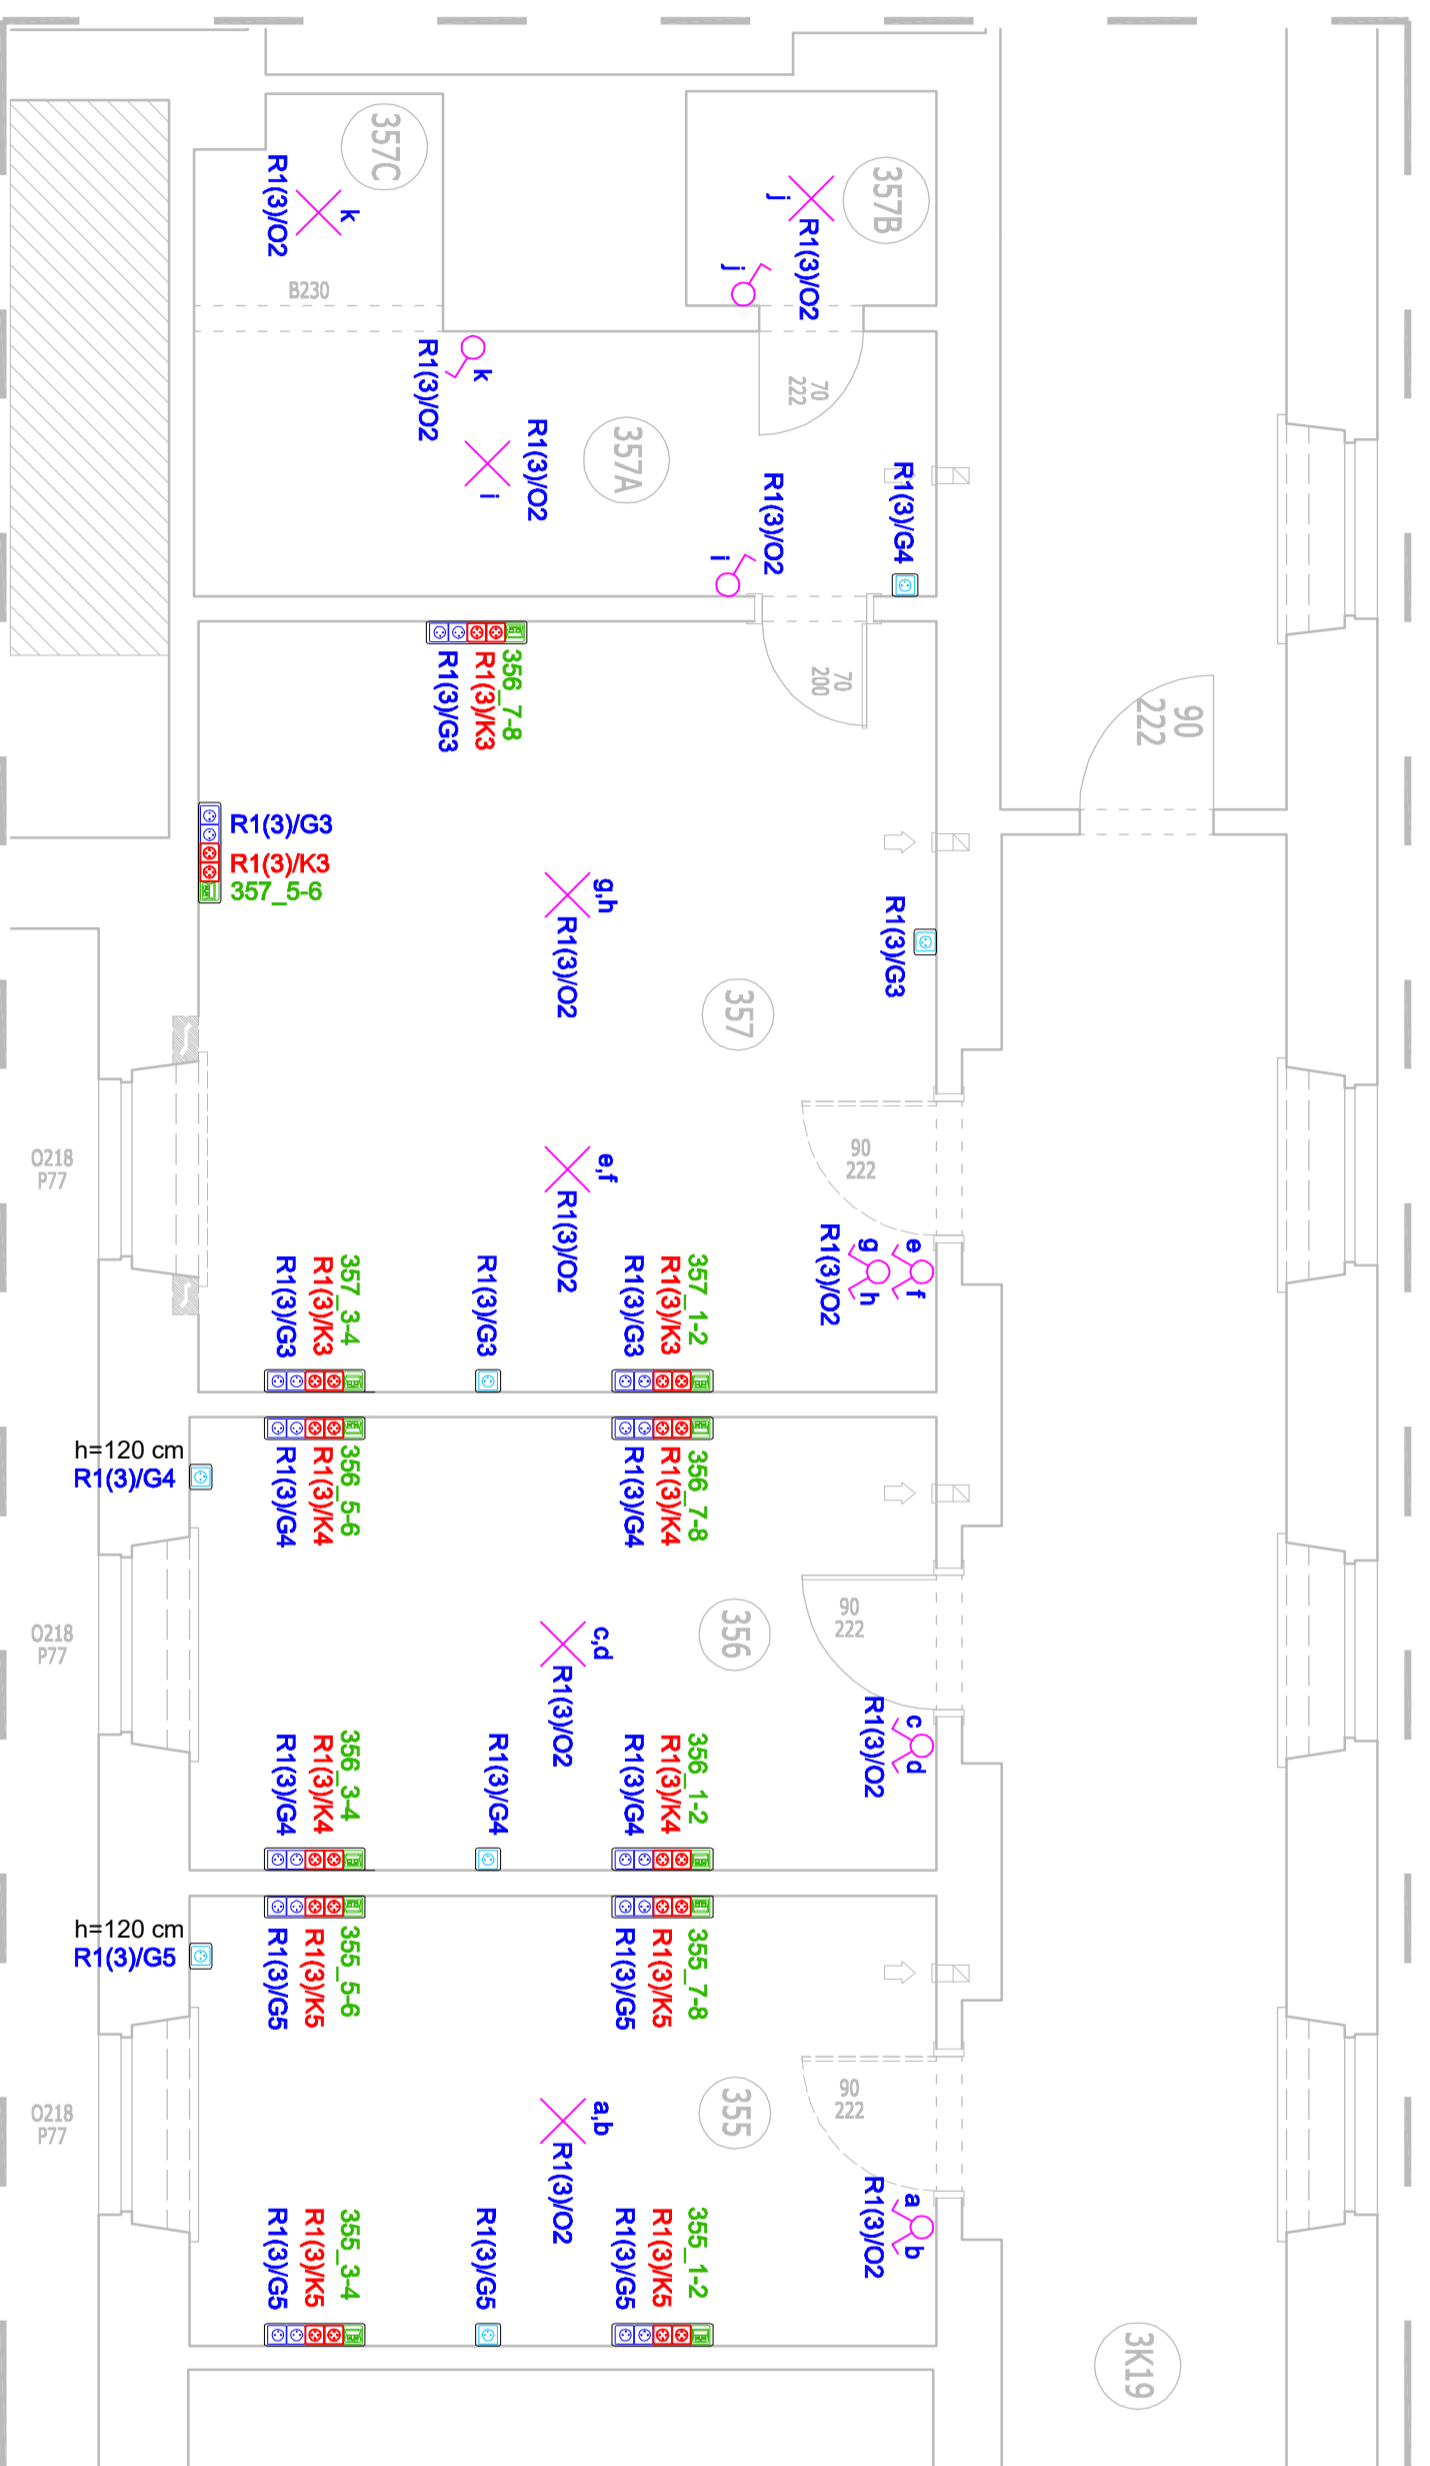 357C
k
R1(3)/O2
B230
357B
j
R1(3)/O2
j
k
R1(3)/O2
R1(3)/O2
i
357A
70
222
R1(3)/O2
i
R1(3)/G4
356_7-8
R1(3)/K3
R1(3)/G3
70
200
90
222
R1(3)/G3
R1(3)/K3
357_5-6
g,h
R1(3)/O2
R1(3)/G3
357
O218
P77
e,f
R1(3)/O2
90
222
e
f
g
h
R1(3)/O2
357_3-4
R1(3)/K3
R1(3)/G3
R1(3)/G3
357_1-2
R1(3)/K3
R1(3)/G3
h=120 cm
R1(3)/G4
356_5-6
R1(3)/K4
R1(3)/G4
356_7-8
R1(3)/K4
R1(3)/G4
O218
P77
c,d
R1(3)/O2
356
90
222
c
d
R1(3)/O2
356_3-4
R1(3)/K4
R1(3)/G4
R1(3)/G4
356_1-2
R1(3)/K4
R1(3)/G4
h=120 cm
R1(3)/G5
355_5-6
R1(3)/K5
R1(3)/G5
355_7-8
R1(3)/K5
R1(3)/G5
O218
P77
a,b
R1(3)/O2
355
90
222
a
b
R1(3)/O2
355_3-4
R1(3)/K5
R1(3)/G5
R1(3)/G5
355_1-2
R1(3)/K5
R1(3)/G5
3K19